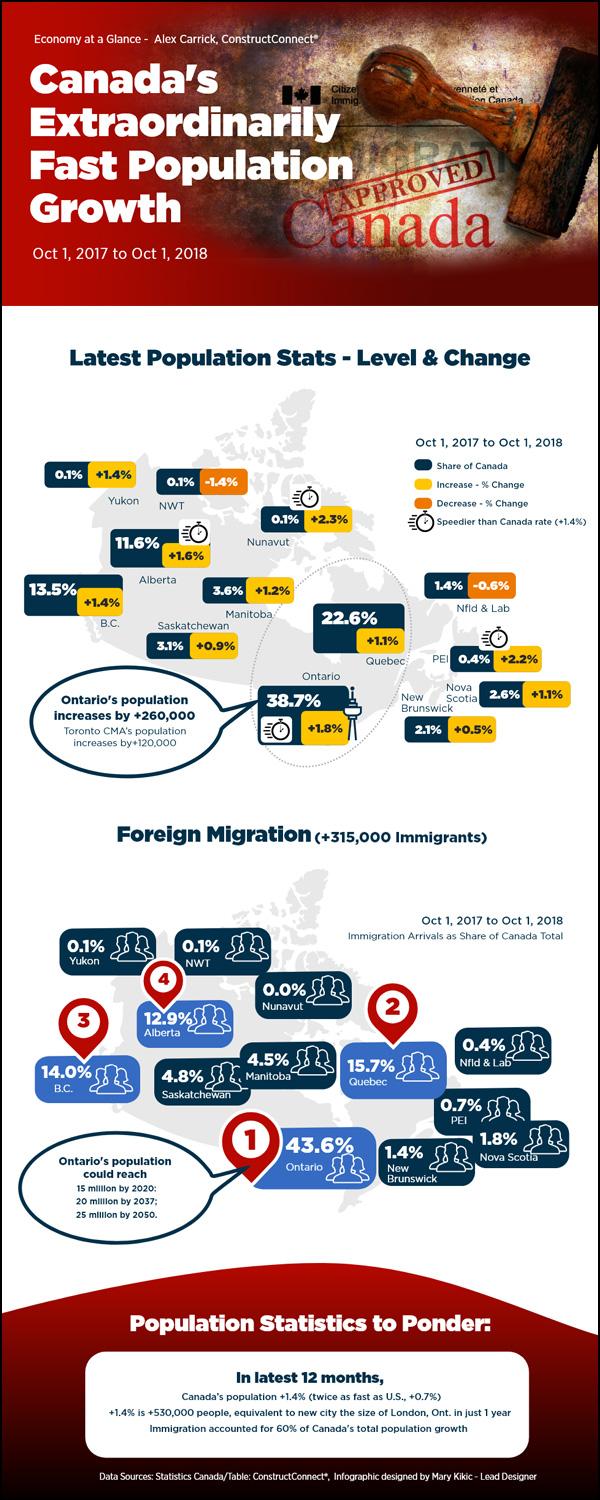 Economy at a Glance - Alex Carrick, ConstructConnect®
Canada's
Extraordinarily
Fast Population
Growth
Oct 1, 2017 to Oct 1, 2018
Canada
APPROVED
Latest Population Stats - Level & Change
Oct 1, 2017 to Oct 1, 2018
Share of Canada
Increase - % Change
Decrease - % Change
Speedier than Canada rate (+1.4%)
0.1% +1.4%
Yukon
0.1% -1.4%
NWT
0.1% +2.3%
Nunavut
11.6%
+1.6%
Alberta
13.5%
+1.4%
B.C.
3.6% +1.2%
Manitoba
Saskatchewan
3.1% +0.9%
22.6%
+1.1%
Quebec
1.4% -0.6%
Nfld & Lab
PEI 0.4% +2.2%
Nova
Scotia
2.6% +1.1%
New
Brunswick
2.1% +0.5%
Ontario
38.7%
+1.8%
Ontario's population
increases by +260,000
Toronto CMA's population
increases by+120,000
Foreign Migration (+315,000 Immigrants)
Oct 1, 2017 to Oct 1, 2018
Immigration Arrivals as Share of Canada Total
0.1%
Yukon
0.1%
NWT
0.0%
Nunavut
4
12.9%
Alberta
3
14.0%
B.C.
4.8%
Saskatchewan
4.5%
Manitoba
2
15.7%
Quebec
0.4%
Nfld & Lab
0.7%
PEI
1.8%
Nova Scotia
1.4%
New
Brunswick
1
43.6%
Ontario
Ontario's population
could reach
15 million by 2020:
20 million by 2037;
25 million by 2050.
Population Statistics to Ponder:
In latest 12 months,
Canada's population +1.4% (twice as fast as U.S., +0.7%)
+1.4% is +530,000 people, equivalent to new city the size of London, Ont. in just 1 year
Immigration accounted for 60% of Canada's total population growth
Data Sources: Statistics Canada/Table: ConstructConnect®, Infographic designed by Mary Kikic - Lead Designer